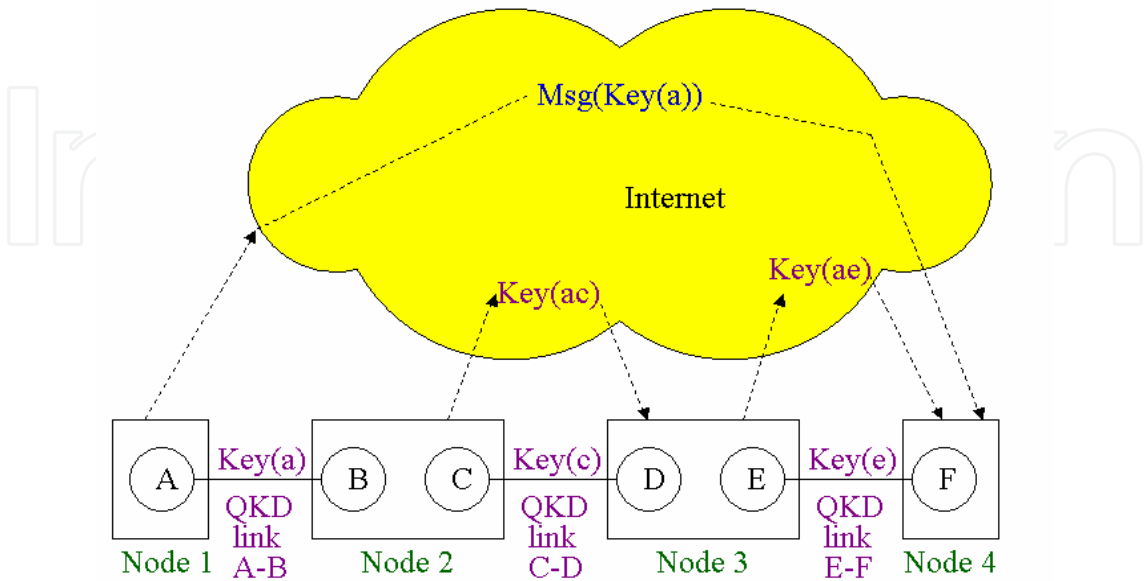 Msg(Key(a))
Internet
Key(ac)
Key(ae)
Key(a)
Key(c)
Key(e)
A
B
C
D
E
F
QKD
link
A-B
QKD
link
C-D
QKD
link
E-F
Node 1
Node 2
Node 3
Node 4